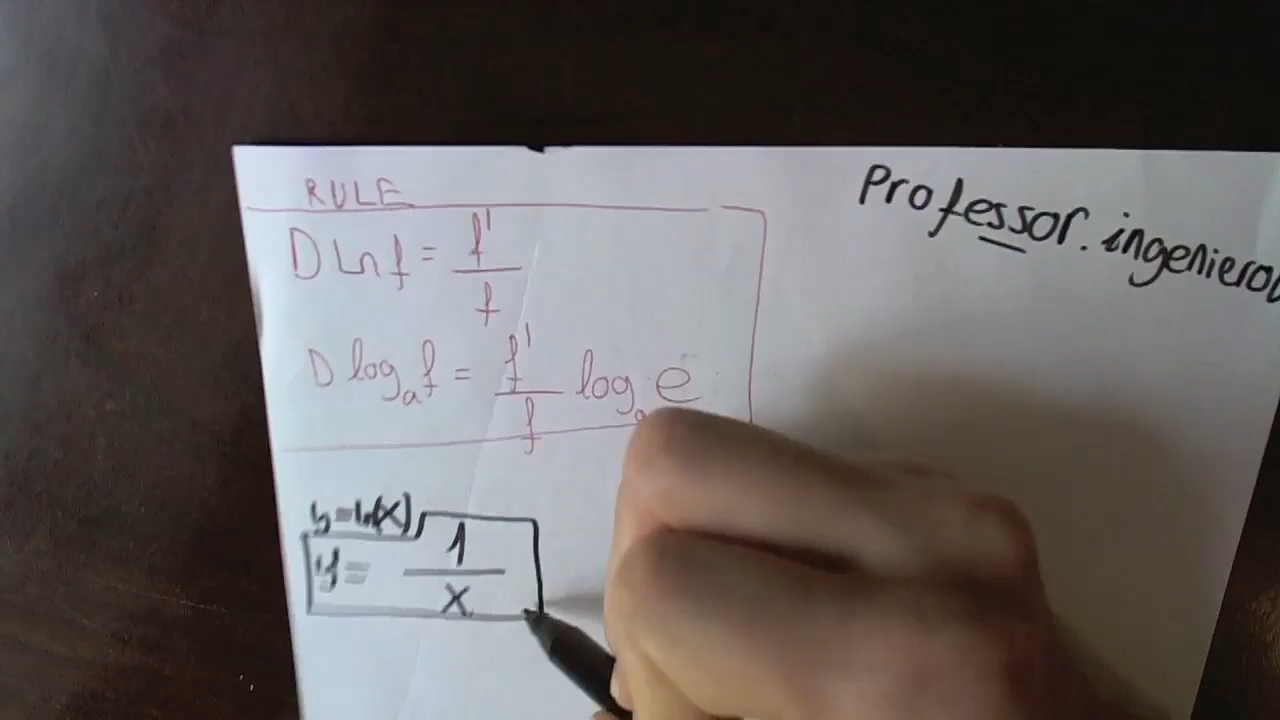 RULE
D Ln f = f' / f
D log_a f = f' / f log_a e
y = ln(x)
y' = 1 / x
Professor.ingeniero